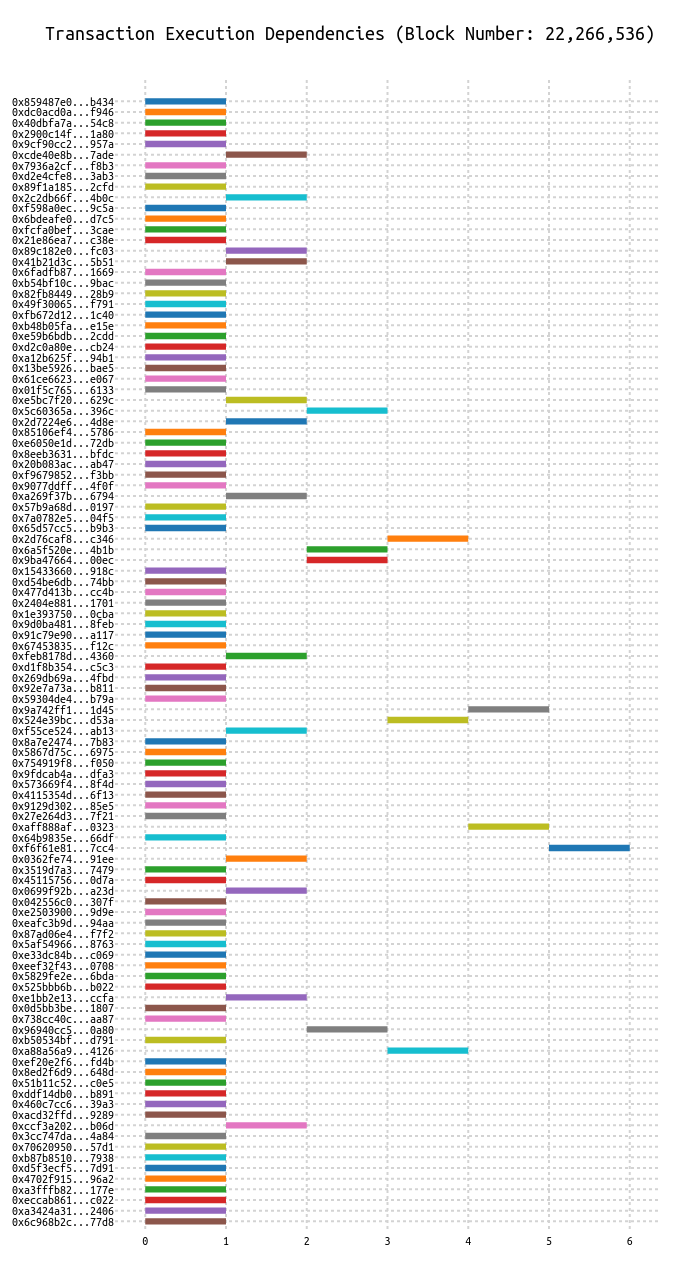 Transaction Execution Dependencies (Block Number: 22,266,536)
0x859487e0...b434
0xdc0acd0a...f946
0x40dbfa7a...54c8
0x2900c14f...1a80
0x9cf90cc2...957a
0xcde40e8b...7ade
0x7936a2cf...f8b3
0xd2e4cfe8...3ab3
0x89f1a185...2cfd
0x2c2db66f...4b0c
0xf598a0ec...9c5a
0x6bdeafe0...d7c5
0xfcfa0bef...3cae
0x21e86ea7...c38e
0x89c182e0...fc03
0x41b21d3c...5b51
0x6fadfb87...1669
0xb54bf10c...9bac
0x82fb8449...28b9
0x49f30065...f791
0xfb672d12...1c40
0xb48b05fa...e15e
0xe59b6bdb...2cdd
0xd2c0a80e...cb24
0xa12b625f...94b1
0x13be5926...bae5
0x61ce6623...e067
0x01f5c765...6133
0xe5bc7f20...629c
0x5c60365a...396c
0x2d7224e6...4d8e
0x85106ef4...5786
0xe6050e1d...72db
0x8eeb3631...bfdc
0x20b083ac...ab47
0xf9679852...f3bb
0x9077ddff...4f0f
0xa269f37b...6794
0x57b9a68d...0197
0x7a0782e5...04f5
0x65d57cc5...b9b3
0x2d76caf8...c346
0x6a5f520e...4b1b
0x9ba47664...00ec
0x15433660...918c
0xd54be6db...74bb
0x477d413b...cc4b
0x2404e881...1701
0x1e393750...0cba
0x9d0ba481...8feb
0x91c79e90...a117
0x67453835...f12c
0xfeb8178d...4360
0xd1f8b354...c5c3
0x269db69a...4fbd
0x92e7a73a...b811
0x59304de4...b79a
0x9a742ff1...1d45
0x524e39bc...d53a
0xf55ce524...ab13
0x8a7e2474...7b83
0x5867d75c...6975
0x754919f8...f050
0x9fdcab4a...dfa3
0x573669f4...8f4d
0x4115354d...6f13
0x9129d302...85e5
0x27e264d3...7f21
0xaff888af...0323
0x64b9835e...66df
0xf6f61e81...7cc4
0x0362fe74...91ee
0x3519d7a3...7479
0x45115756...0d7a
0x0699f92b...a23d
0x042556c0...307f
0xe2503900...9d9e
0xeafc3b9d...94aa
0x87ad06e4...f7f2
0x5af54966...8763
0xe33dc84b...c069
0xeef32f43...0708
0x5829fe2e...6bda
0x525bbb6b...b022
0xe1bb2e13...ccfa
0x0d5bb3be...1807
0x738cc40c...aa87
0x96940cc5...0a80
0xb50534bf...d791
0xa88a56a9...4126
0xef20e2f6...fd4b
0x8ed2f6d9...648d
0x51b11c52...c0e5
0xddf14db0...b891
0x460c7cc6...39a3
0xacd32ffd...9289
0xccf3a202...b06d
0x3cc747da...4a84
0x70620950...57d1
0xb87b8510...7938
0xd5f3ecf5...7d91
0x4702f915...96a2
0xa3fffb82...177e
0xeccab861...c022
0xa3424a31...2406
0x6c968b2c...77d8
0 1 2 3 4 5 6